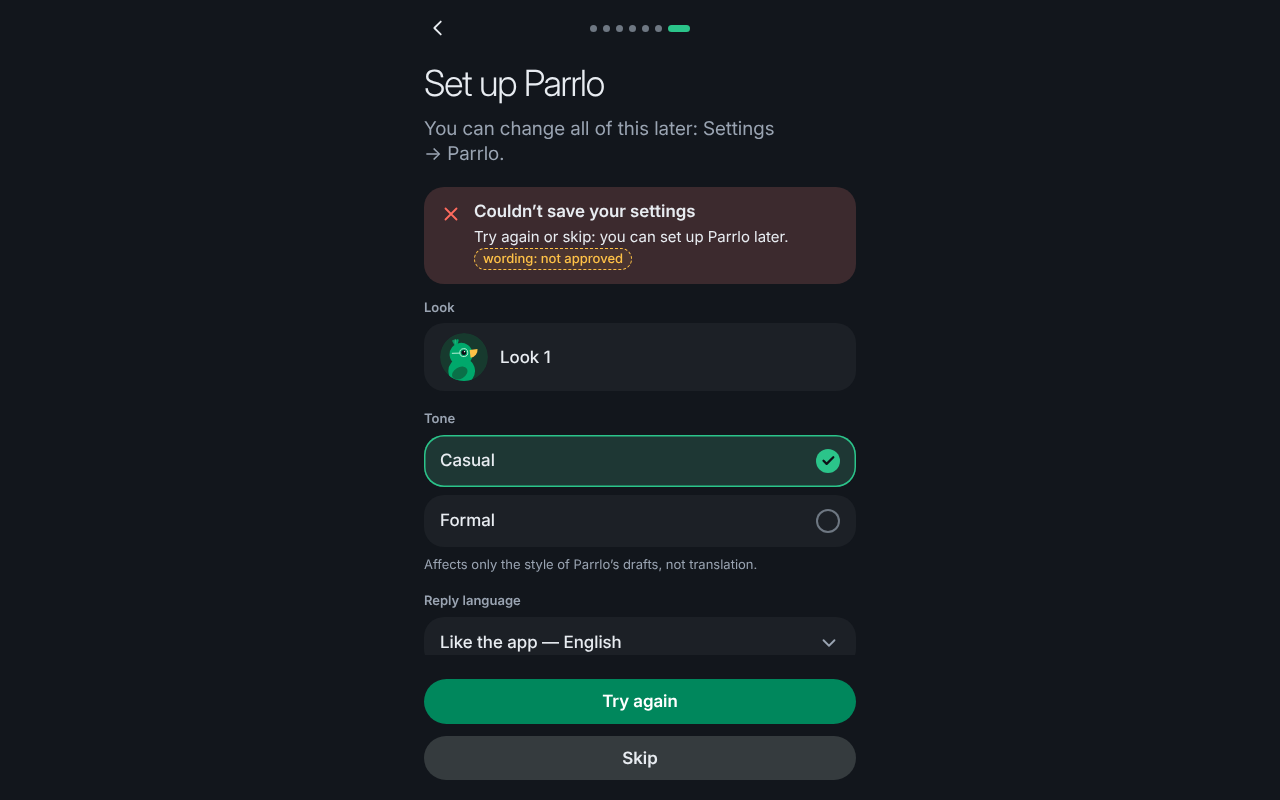 Set up Parrlo
You can change all of this later: Settings
→ Parrlo.
Couldn’t save your settings
Try again or skip: you can set up Parrlo later.
wording: not approved
Look
Look 1
Tone
Casual
Formal
Affects only the style of Parrlo’s drafts, not translation.
Reply language
Like the app — English
Try again
Skip